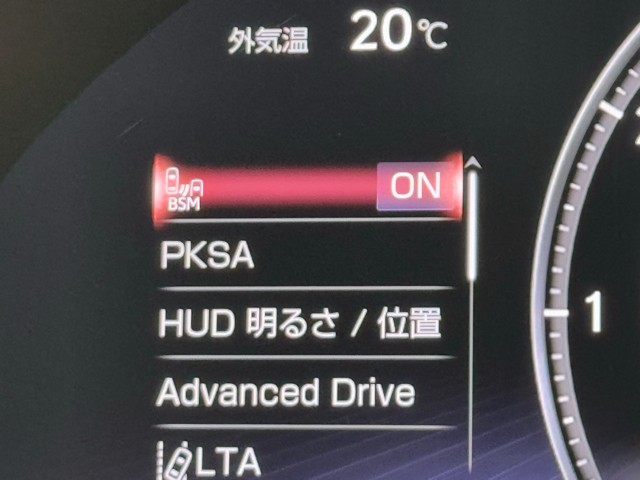 外気温 20℃
BSM ON
PKSA
HUD 明るさ / 位置
1
Advanced Drive
LTA